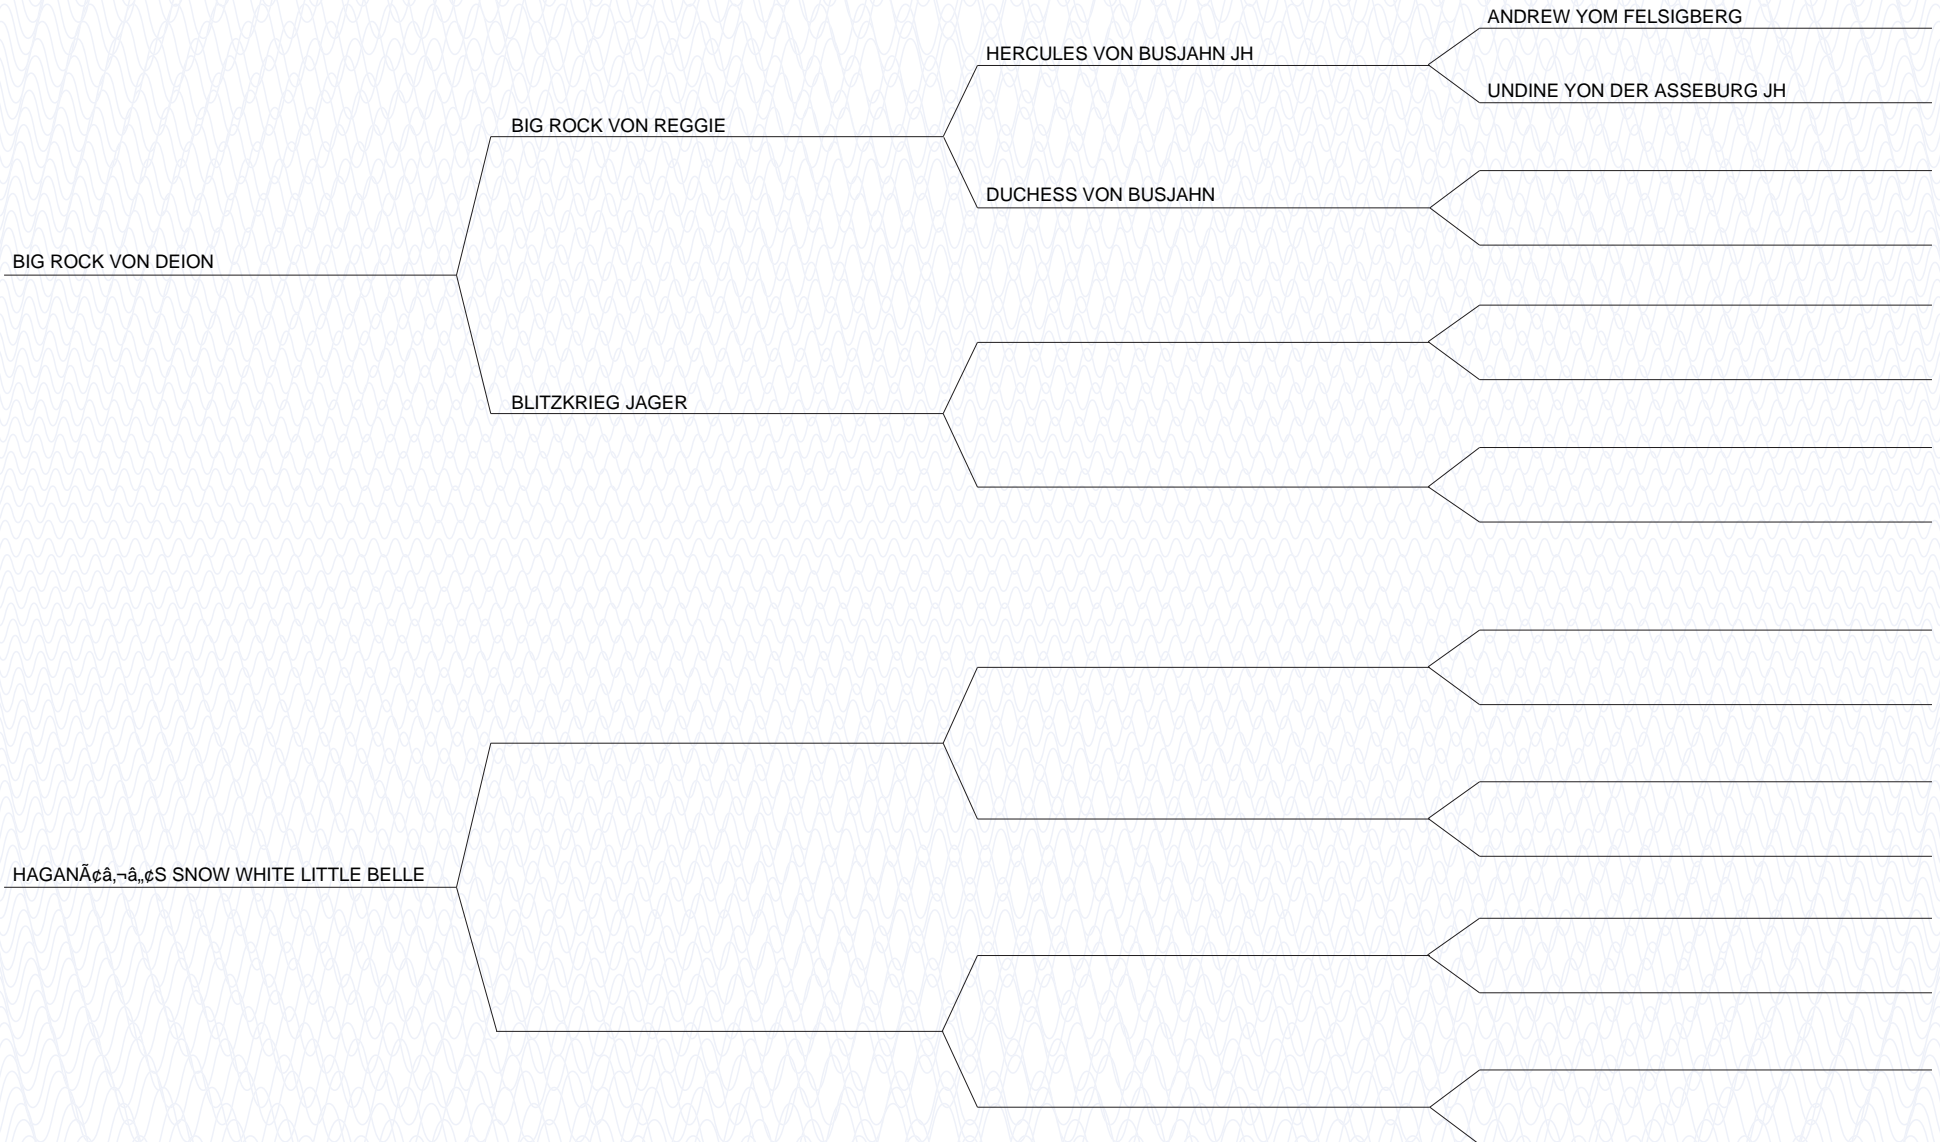 ANDREW YOM FELSIGBERG
HERCULES VON BUSJAHN JH
UNDINE YON DER ASSEBURG JH
BIG ROCK VON REGGIE
DUCHESS VON BUSJAHN
BIG ROCK VON DEION
BLITZKRIEG JAGER
HAGANÃ¢â‚¬â„¢S SNOW WHITE LITTLE BELLE